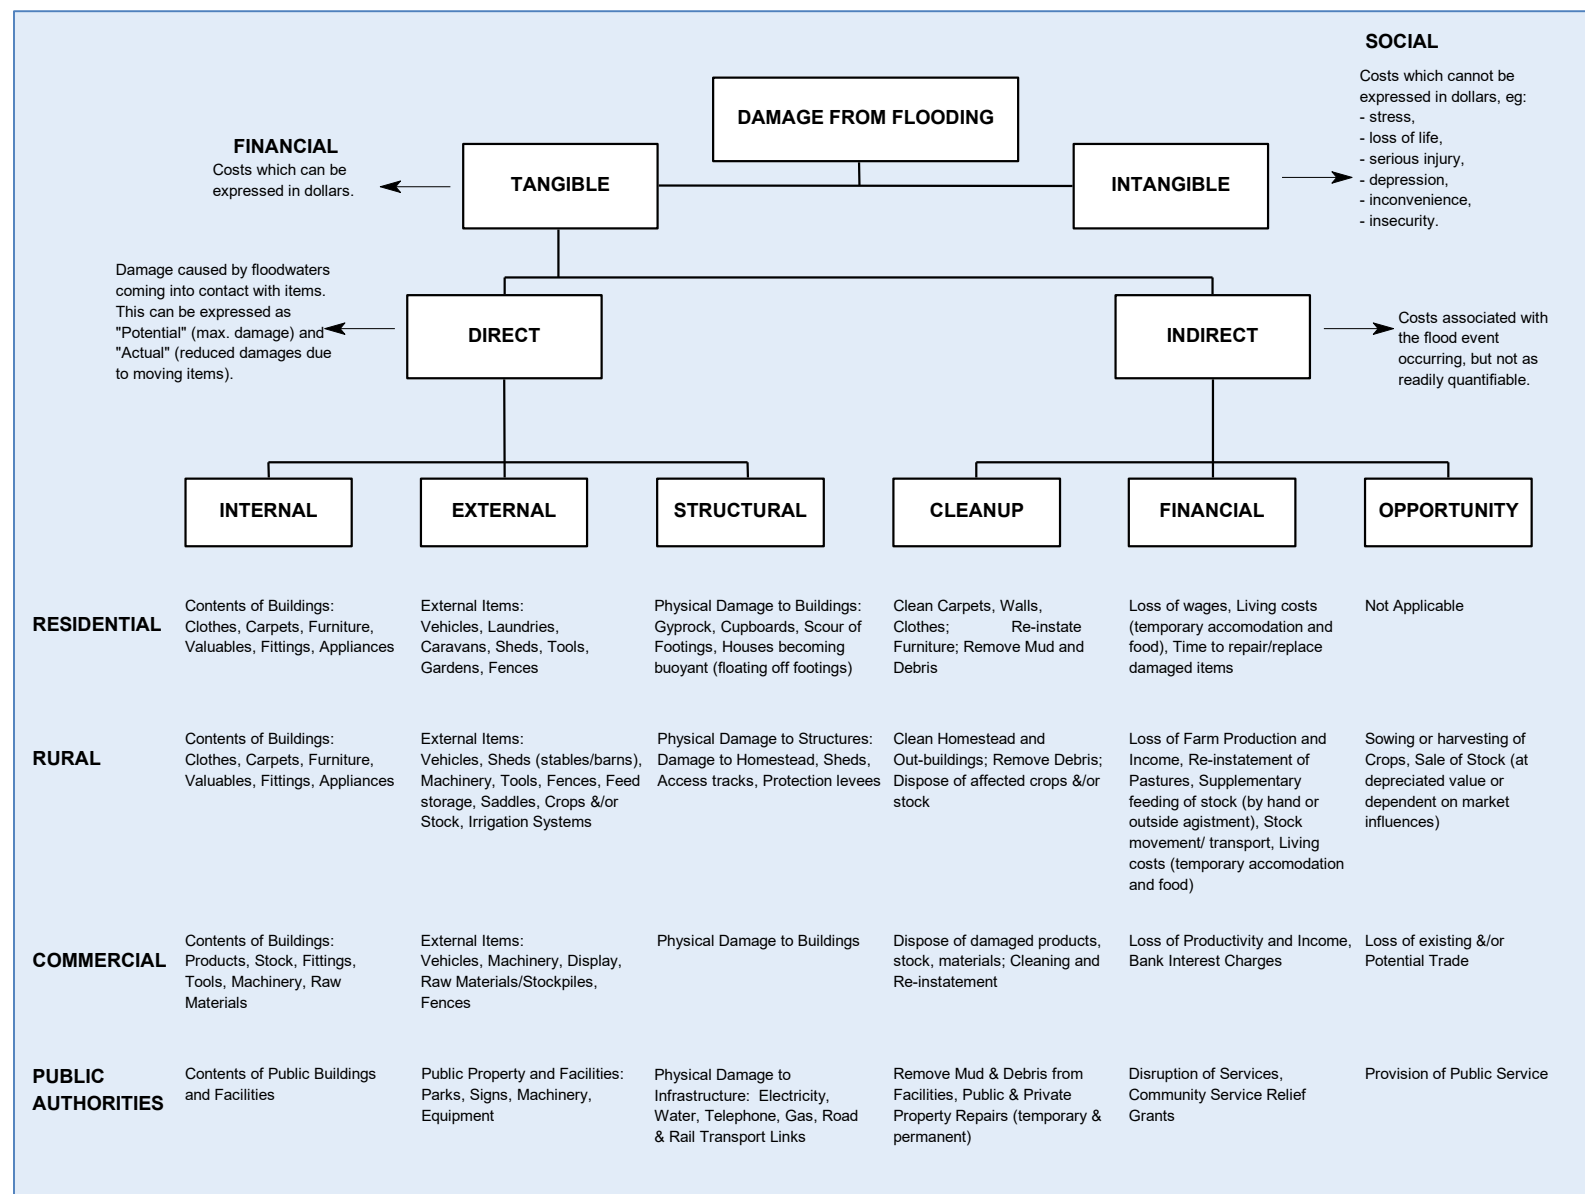 SOCIAL
Costs which cannot be
expressed in dollars, eg:
- stress,
- loss of life,
- serious injury,
- depression,
- inconvenience,
- insecurity.
DAMAGE FROM FLOODING
FINANCIAL
Costs which can be
expressed in dollars.
TANGIBLE
INTANGIBLE
Damage caused by floodwaters
coming into contact with items.
This can be expressed as
"Potential" (max. damage) and
"Actual" (reduced damages due
to moving items).
DIRECT
INDIRECT
Costs associated with
the flood event
occurring, but not as
readily quantifiable.
INTERNAL
EXTERNAL
STRUCTURAL
CLEANUP
FINANCIAL
OPPORTUNITY
RESIDENTIAL
Contents of Buildings:
Clothes, Carpets, Furniture,
Valuables, Fittings, Appliances
External Items:
Vehicles, Laundries,
Caravans, Sheds, Tools,
Gardens, Fences
Physical Damage to Buildings:
Gyprock, Cupboards, Scour of
Footings, Houses becoming
buoyant (floating off footings)
Clean Carpets, Walls,
Clothes; Re-instate
Furniture; Remove Mud and
Debris
Loss of wages, Living costs
(temporary accomodation and
food), Time to repair/replace
damaged items
Not Applicable
RURAL
Contents of Buildings:
Clothes, Carpets, Furniture,
Valuables, Fittings, Appliances
External Items:
Vehicles, Sheds (stables/barns),
Machinery, Tools, Fences, Feed
storage, Saddles, Crops &/or
Stock, Irrigation Systems
Physical Damage to Structures:
Damage to Homestead, Sheds,
Access tracks, Protection levees
Clean Homestead and
Out-buildings; Remove Debris;
Dispose of affected crops &/or
stock
Loss of Farm Production and
Income, Re-instatement of
Pastures, Supplementary
feeding of stock (by hand or
outside agistment), Stock
movement/ transport, Living
costs (temporary accomodation
and food)
Sowing or harvesting of
Crops, Sale of Stock (at
depreciated value or
dependent on market
influences)
COMMERCIAL
Contents of Buildings:
Products, Stock, Fittings,
Tools, Machinery, Raw
Materials
External Items:
Vehicles, Machinery, Display,
Raw Materials/Stockpiles,
Fences
Physical Damage to Buildings
Dispose of damaged products,
stock, materials; Cleaning and
Re-instatement
Loss of Productivity and Income,
Bank Interest Charges
Loss of existing &/or
Potential Trade
PUBLIC
AUTHORITIES
Contents of Public Buildings
and Facilities
Public Property and Facilities:
Parks, Signs, Machinery,
Equipment
Physical Damage to
Infrastructure: Electricity,
Water, Telephone, Gas, Road
& Rail Transport Links
Remove Mud & Debris from
Facilities, Public & Private
Property Repairs (temporary &
permanent)
Disruption of Services,
Community Service Relief
Grants
Provision of Public Service